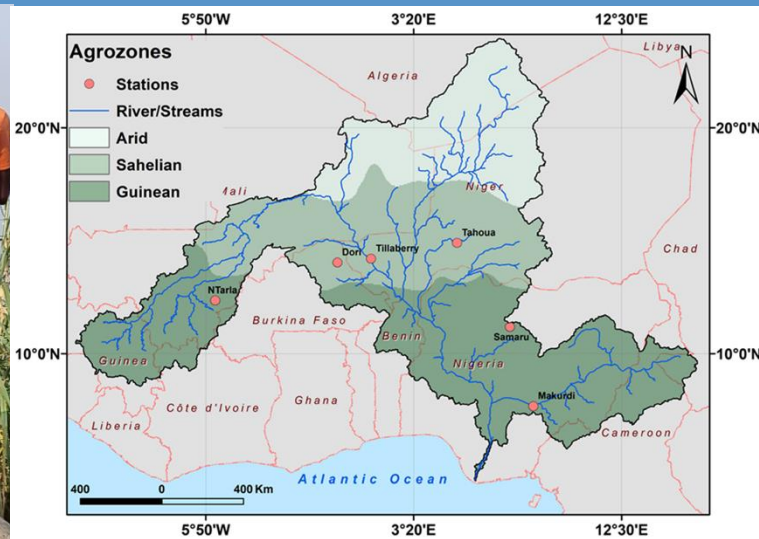 5°50'W 3°20'E 12°30'E
Agrozones
Stations
River/Streams
Arid
Sahelian
Guinean
Libya
N
Algeria
20°0'N 20°0'N
Mali
Niger
Tahoua
Chad
Dori
Tillaberry
NTarla
Burkina Faso
Benin
Samaru
10°0'N 10°0'N
Guinea
Nigeria
Ghana
Makurdi
Côte d'Ivoire
Liberia
Cameroon
Atlantic Ocean
400 0 400 Km
5°50'W 3°20'E 12°30'E